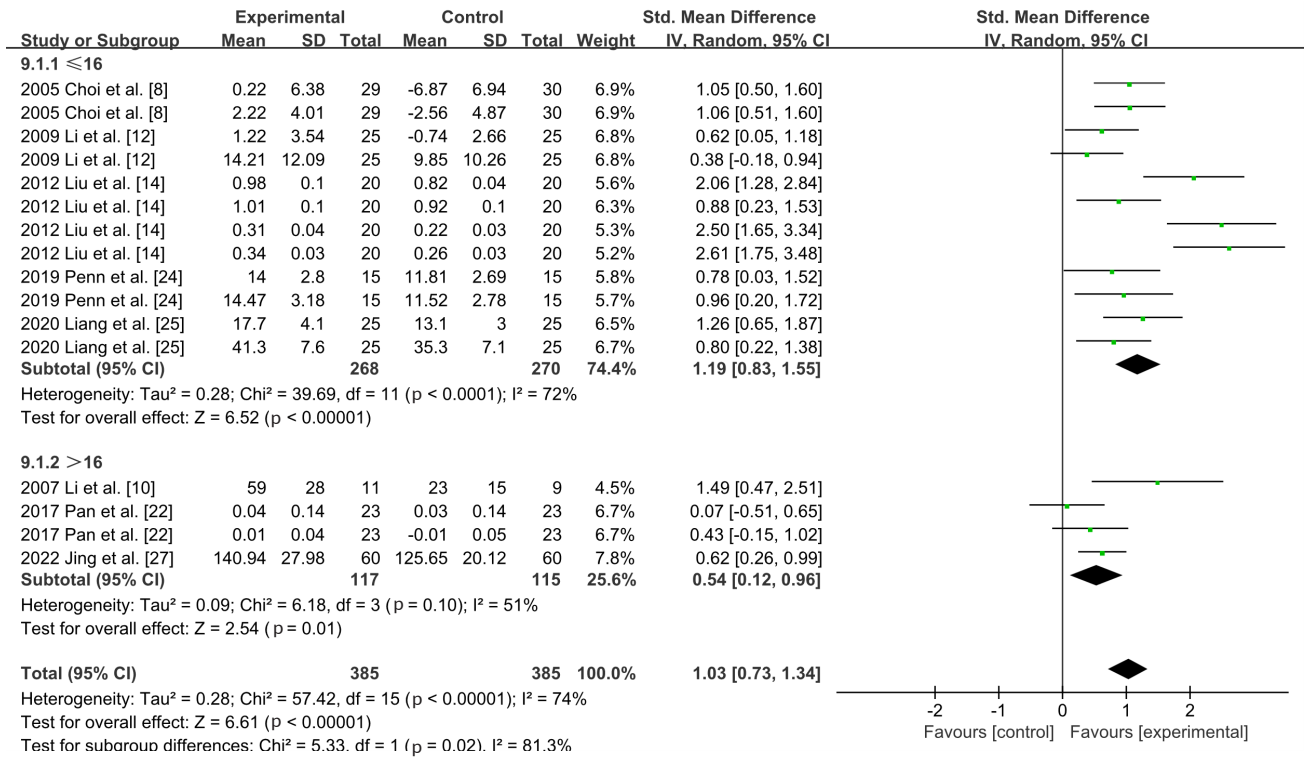 Experimental Control Std. Mean Difference Std. Mean Difference
Study or Subgroup Mean SD Total Mean SD Total Weight IV, Random, 95% CI IV, Random, 95% CI
9.1.1 ≤16
2005 Choi et al. [8] 0.22 6.38 29 -6.87 6.94 30 6.9% 1.05 [0.50, 1.60]
2005 Choi et al. [8] 2.22 4.01 29 -2.56 4.87 30 6.9% 1.06 [0.51, 1.60]
2009 Li et al. [12] 1.22 3.54 25 -0.74 2.66 25 6.8% 0.62 [0.05, 1.18]
2009 Li et al. [12] 14.21 12.09 25 9.85 10.26 25 6.8% 0.38 [-0.18, 0.94]
2012 Liu et al. [14] 0.98 0.1 20 0.82 0.04 20 5.6% 2.06 [1.28, 2.84]
2012 Liu et al. [14] 1.01 0.1 20 0.92 0.1 20 6.3% 0.88 [0.23, 1.53]
2012 Liu et al. [14] 0.31 0.04 20 0.22 0.03 20 5.3% 2.50 [1.65, 3.34]
2012 Liu et al. [14] 0.34 0.03 20 0.26 0.03 20 5.2% 2.61 [1.75, 3.48]
2019 Penn et al. [24] 14 2.8 15 11.81 2.69 15 5.8% 0.78 [0.03, 1.52]
2019 Penn et al. [24] 14.47 3.18 15 11.52 2.78 15 5.7% 0.96 [0.20, 1.72]
2020 Liang et al. [25] 17.7 4.1 25 13.1 3 25 6.5% 1.26 [0.65, 1.87]
2020 Liang et al. [25] 41.3 7.6 25 35.3 7.1 25 6.7% 0.80 [0.22, 1.38]
Subtotal (95% CI) 268 270 74.4% 1.19 [0.83, 1.55]
Heterogeneity: Tau² = 0.28; Chi² = 39.69, df = 11 (p < 0.0001); I² = 72%
Test for overall effect: Z = 6.52 (p < 0.00001)
9.1.2 >16
2007 Li et al. [10] 59 28 11 23 15 9 4.5% 1.49 [0.47, 2.51]
2017 Pan et al. [22] 0.04 0.14 23 0.03 0.14 23 6.7% 0.07 [-0.51, 0.65]
2017 Pan et al. [22] 0.01 0.04 23 -0.01 0.05 23 6.7% 0.43 [-0.15, 1.02]
2022 Jing et al. [27] 140.94 27.98 60 125.65 20.12 60 7.8% 0.62 [0.26, 0.99]
Subtotal (95% CI) 117 115 25.6% 0.54 [0.12, 0.96]
Heterogeneity: Tau² = 0.09; Chi² = 6.18, df = 3 (p = 0.10); I² = 51%
Test for overall effect: Z = 2.54 (p = 0.01)
Total (95% CI) 385 385 100.0% 1.03 [0.73, 1.34]
Heterogeneity: Tau² = 0.28; Chi² = 57.42, df = 15 (p < 0.00001); I² = 74%
Test for overall effect: Z = 6.61 (p < 0.00001)
Test for subgroup differences: Chi² = 5.33, df = 1 (p = 0.02), I² = 81.3%
-2 -1 0 1 2
Favours [control] Favours [experimental]